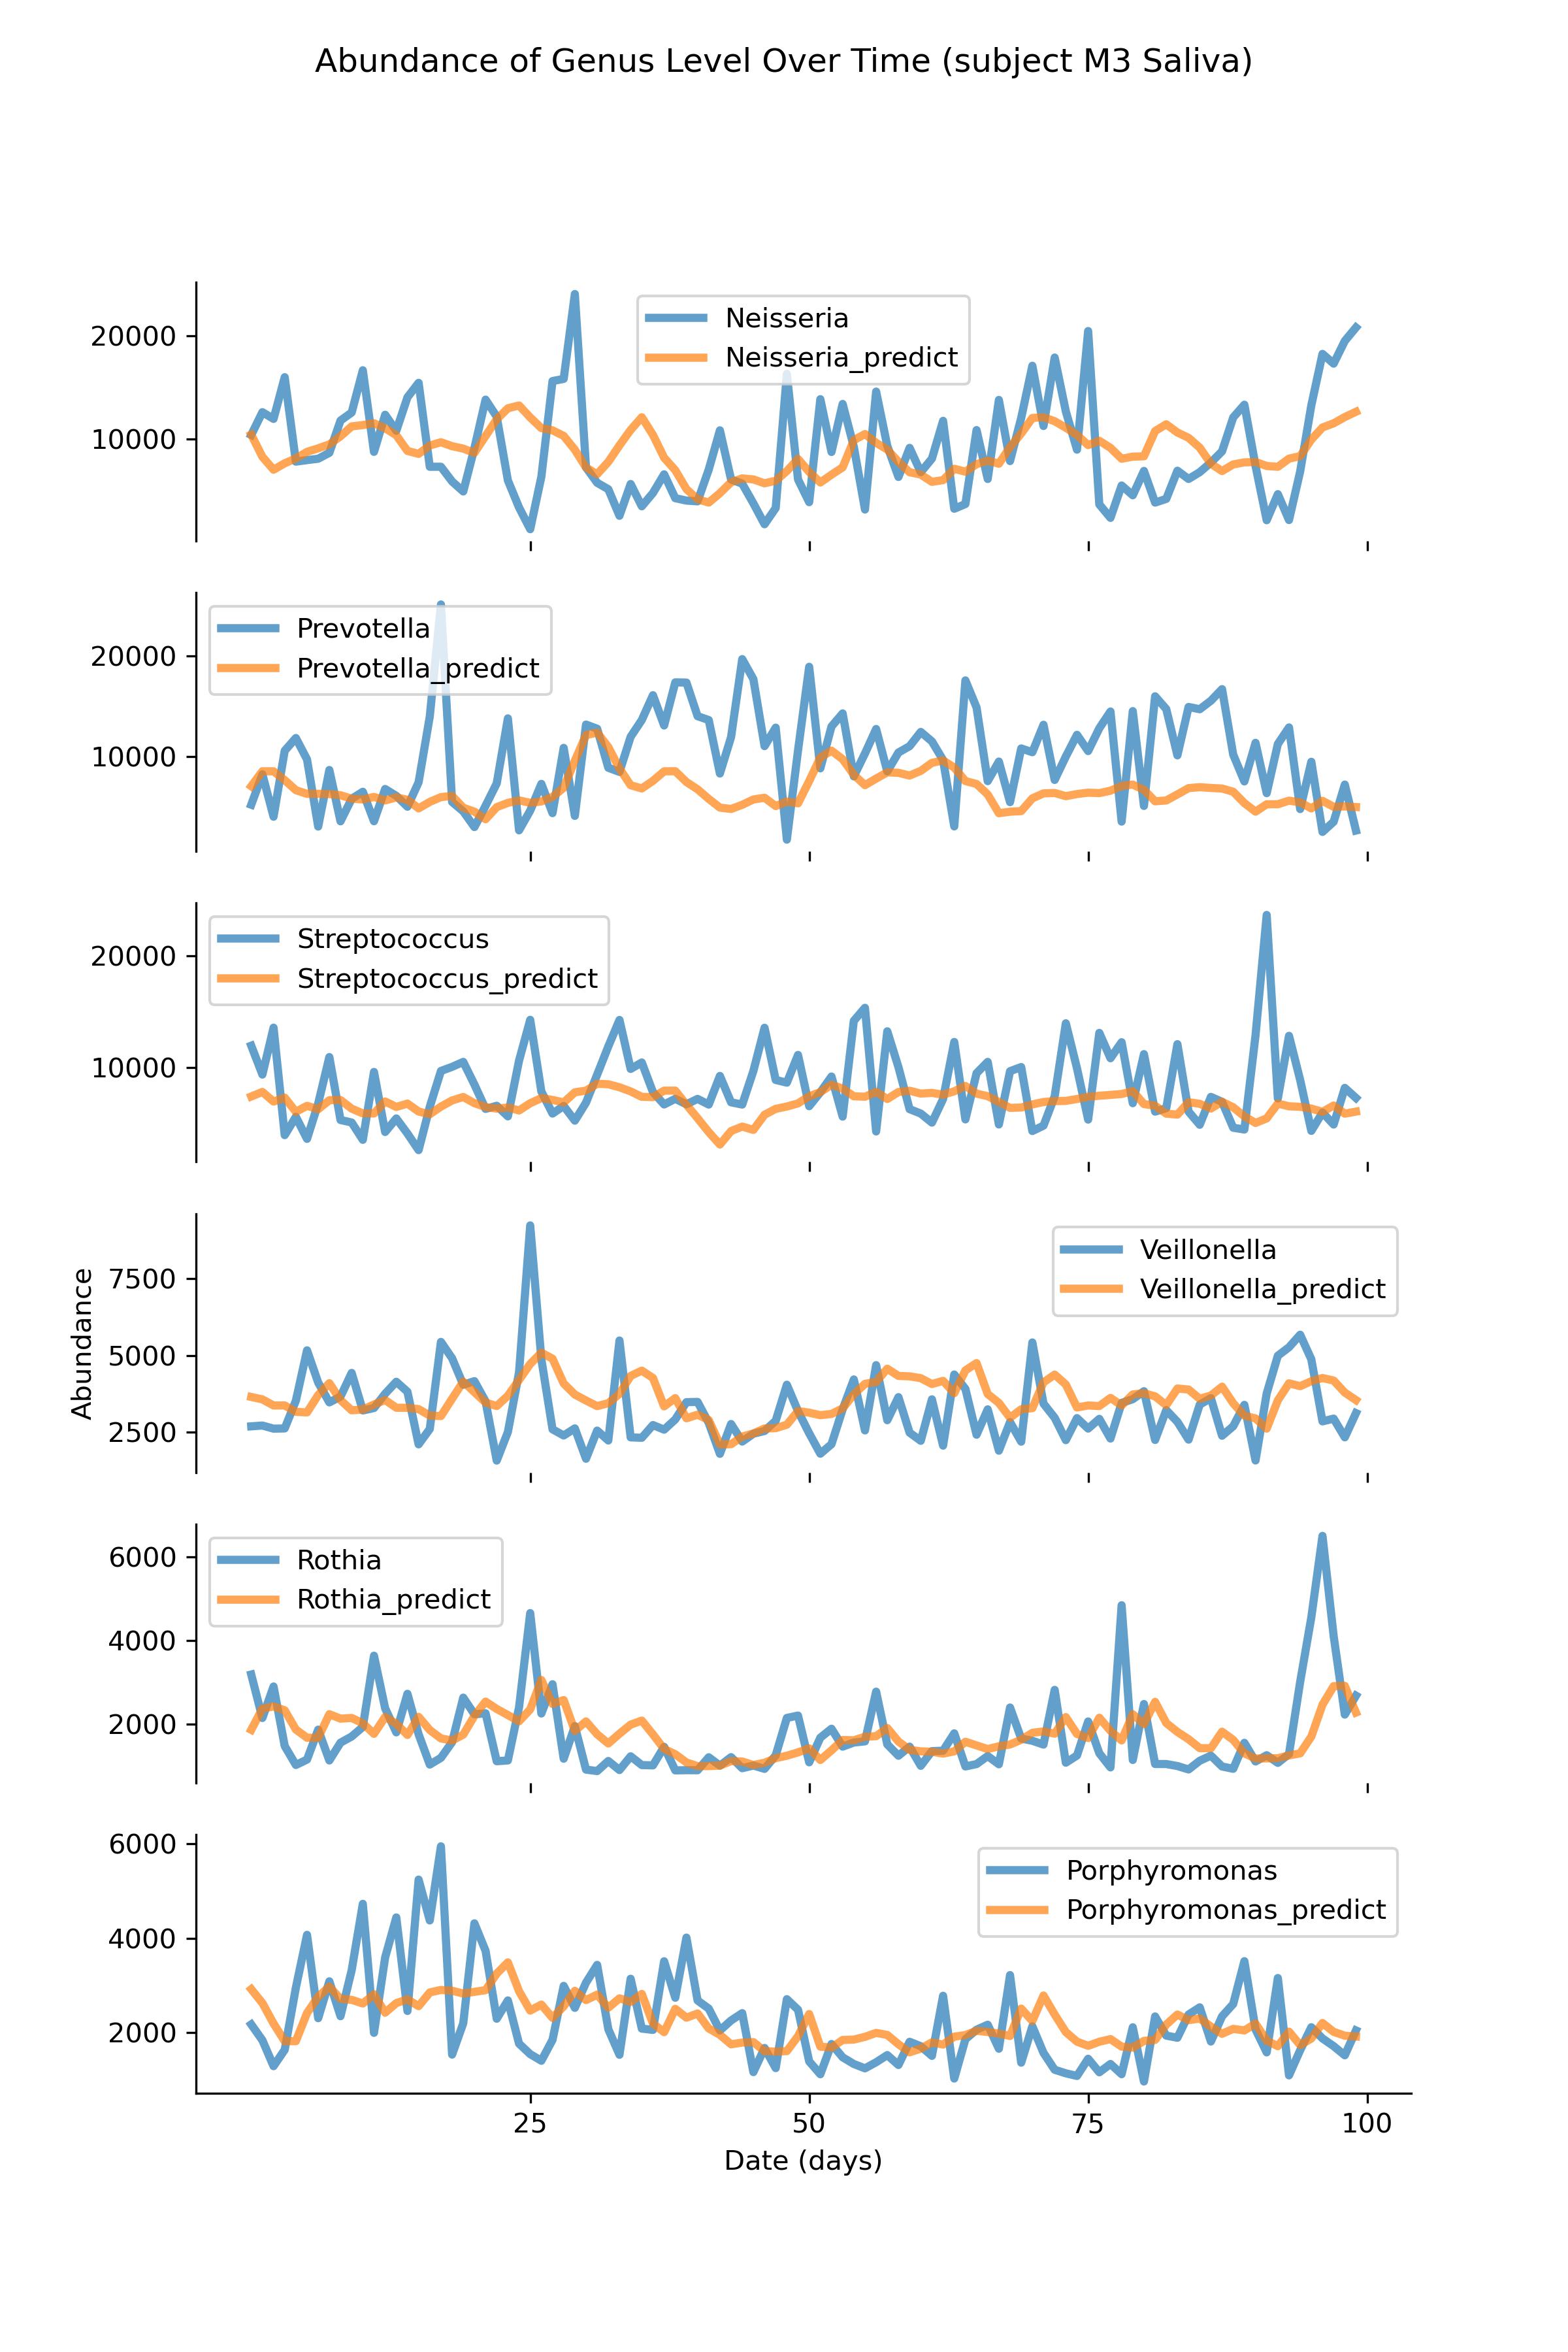 Abundance of Genus Level Over Time (subject M3 Saliva)
20000
10000
Neisseria
Neisseria_predict
20000
10000
Prevotella
Prevotella_predict
20000
10000
Streptococcus
Streptococcus_predict
Abundance
7500
5000
2500
Veillonella
Veillonella_predict
6000
4000
2000
Rothia
Rothia_predict
6000
4000
2000
Porphyromonas
Porphyromonas_predict
25 50 75 100
Date (days)